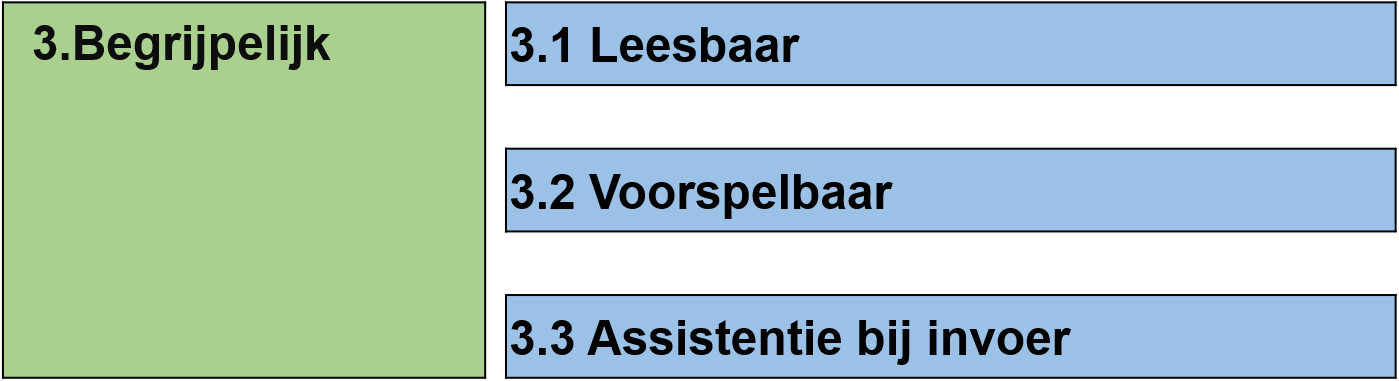 3.Begrijpelijk
3.1 Leesbaar
3.2 Voorspelbaar
3.3 Assistentie bij invoer